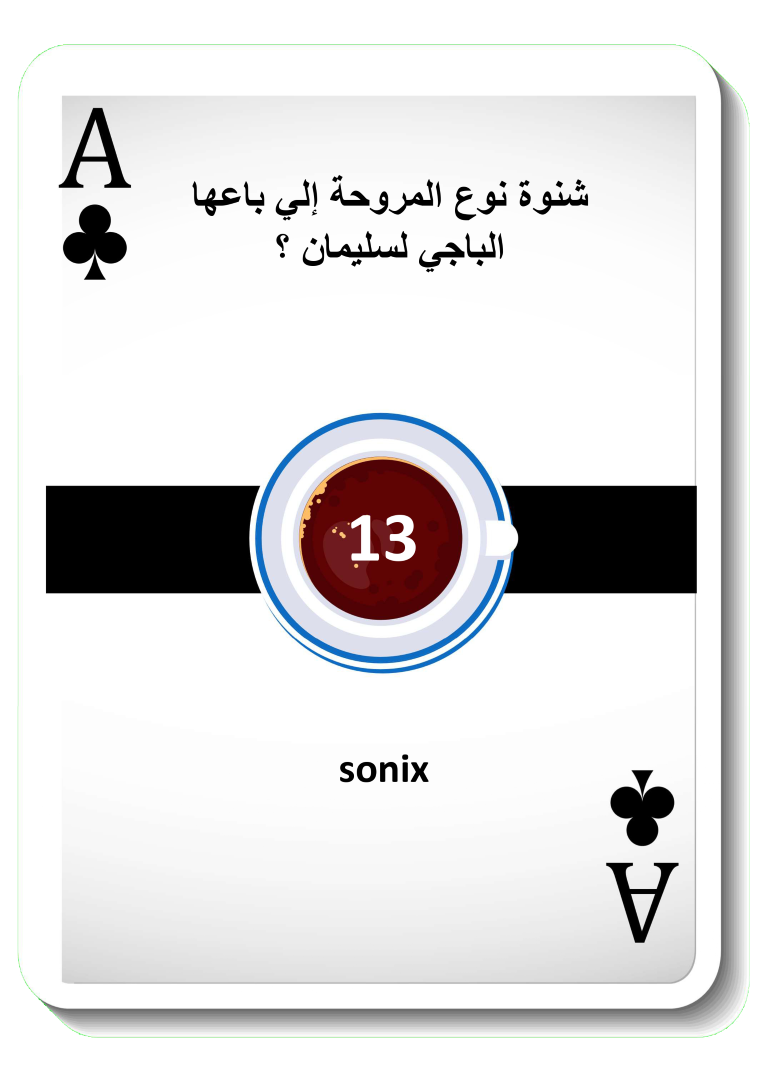 A
شنوة نوع المروحة إلي باعها
الباجي لسليمان ؟
13
sonix
A